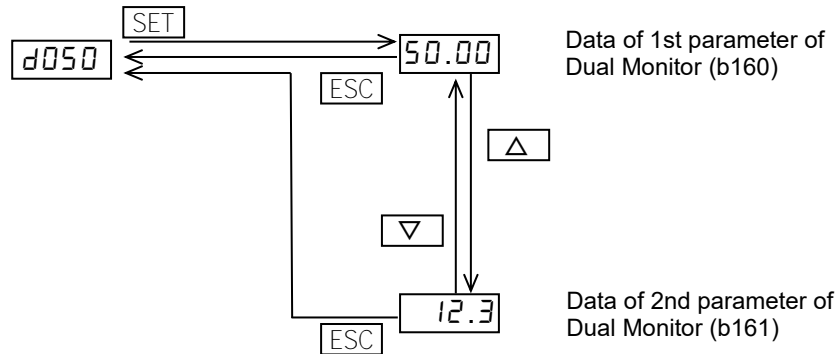 SET
d050
50.00
Data of 1st parameter of
Dual Monitor (b160)
ESC
△
▽
12.3
Data of 2nd parameter of
Dual Monitor (b161)
ESC